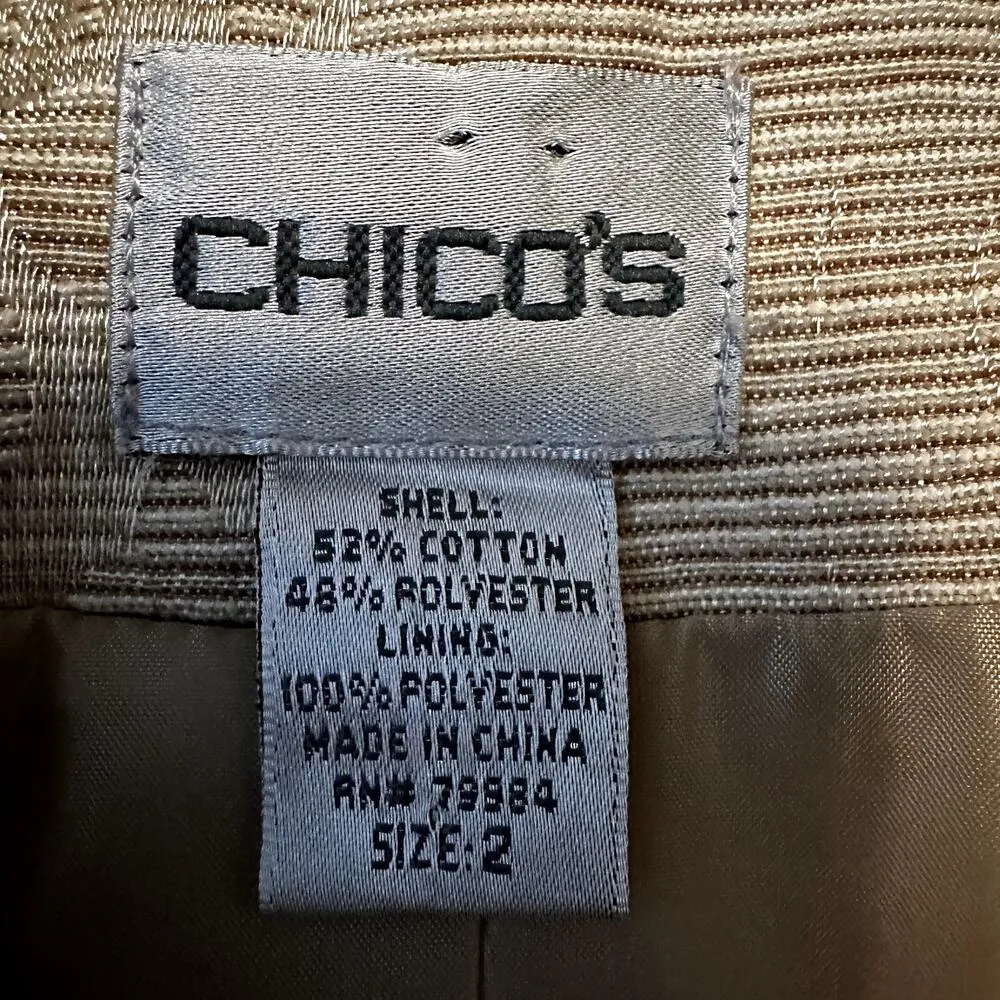 CHICO'S
SHELL:
52% COTTON
48% POLYESTER
LINING:
100% POLYESTER
MADE IN CHINA
RN# 79984
SIZE: 2